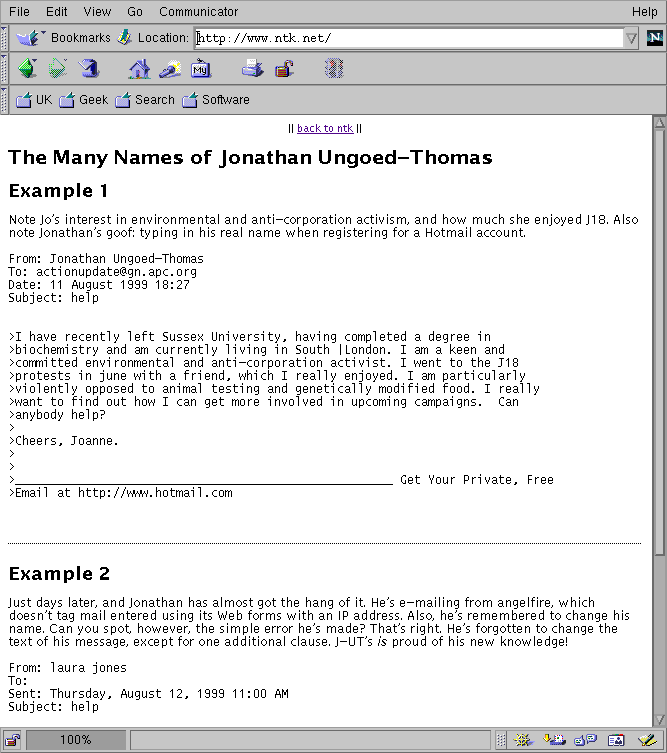 File Edit View Go Communicator Help
Bookmarks Location: http://www.ntk.net/ N
My
UK Geek Search Software
|| back to ntk ||
The Many Names of Jonathan Ungoed–Thomas
Example 1
Note Jo's interest in environmental and anti–corporation activism, and how much she enjoyed J18. Also
note Jonathan's goof: typing in his real name when registering for a Hotmail account.
From: Jonathan Ungoed–Thomas
To: actionupdate@gn.apc.org
Date: 11 August 1999 18:27
Subject: help
>I have recently left Sussex University, having completed a degree in
>biochemistry and am currently living in South |London. I am a keen and
>committed environmental and anti–corporation activist. I went to the J18
>protests in june with a friend, which I really enjoyed. I am particularly
>violently opposed to animal testing and genetically modified food. I really
>want to find out how I can get more involved in upcoming campaigns.  Can
>anybody help?
>
>Cheers, Joanne.
>
>
>______________________________________________________ Get Your Private, Free
>Email at http://www.hotmail.com
Example 2
Just days later, and Jonathan has almost got the hang of it. He's e–mailing from angelfire, which
doesn't tag mail entered using its Web forms with an IP address. Also, he's remembered to change his
name. Can you spot, however, the simple error he's made? That's right. He's forgotten to change the
text of his message, except for one additional clause. J–UT's is proud of his new knowledge!
From: laura jones
To:
Sent: Thursday, August 12, 1999 11:00 AM
Subject: help
100%